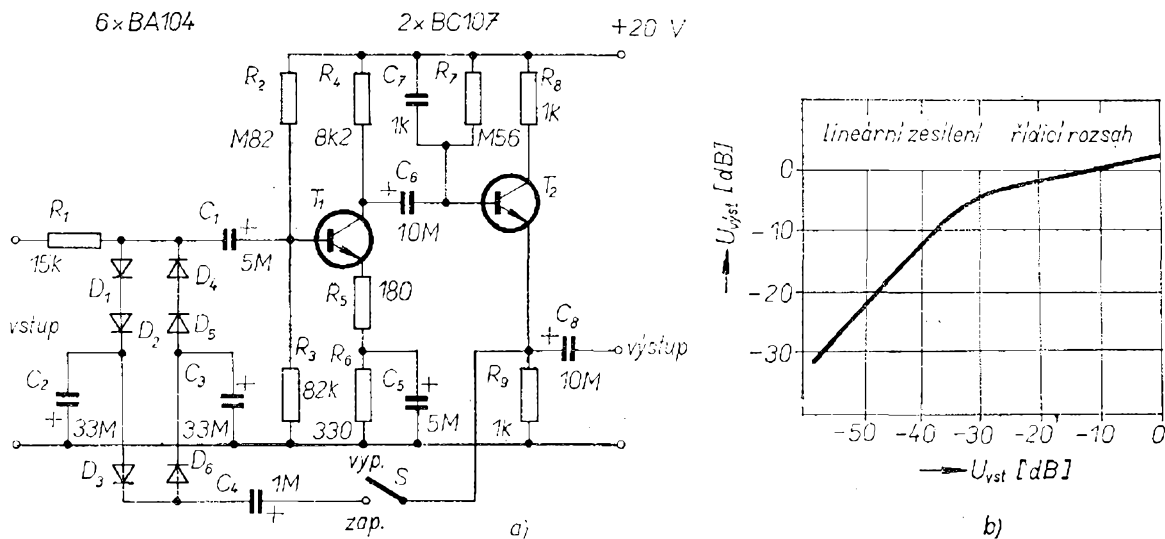 6×BA104
2×BC107
+20 V
R2
M82
R4
8k2
C7
1k
R7
M56
R8
1k
C6
+
10M
T1
T2
R1
15k
C1
+
5M
D1
D4
D2
D5
vstup
R5
180
R3
82k
R6
330
C5
+
5M
C8
+
10M
výstup
R9
1k
C2
+
33M
C3
+
33M
D3
D6
C4
1M
+
vyp.
S
zap.
a)
lineární zesílení
řídicí rozsah
Uvýst [dB]
0
-10
-20
-30
-50
-40
-30
-20
-10
0
Uvst [dB]
b)